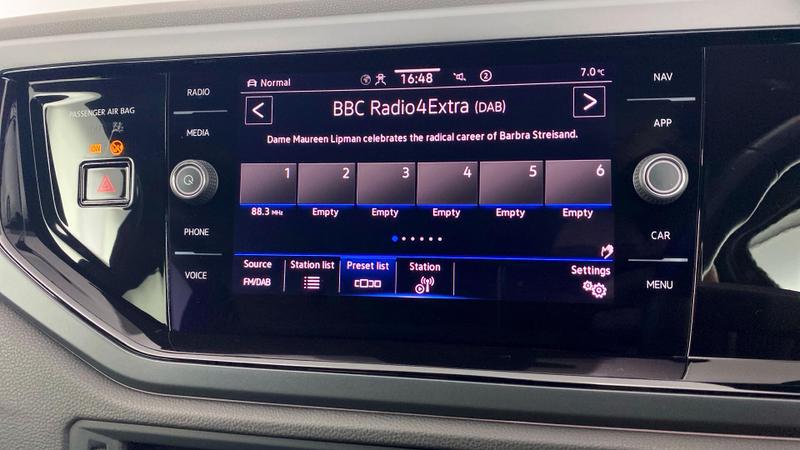 PASSENGER AIR BAG
ON
RADIO
MEDIA
PHONE
VOICE
Normal
16:48
2
7.0°C
BBC Radio4Extra (DAB)
Dame Maureen Lipman celebrates the radical career of Barbra Streisand.
1 2 3 4 5 6
88.3 MHz Empty Empty Empty Empty Empty
Source Station list Preset list Station Settings
FM/DAB
NAV
APP
CAR
MENU